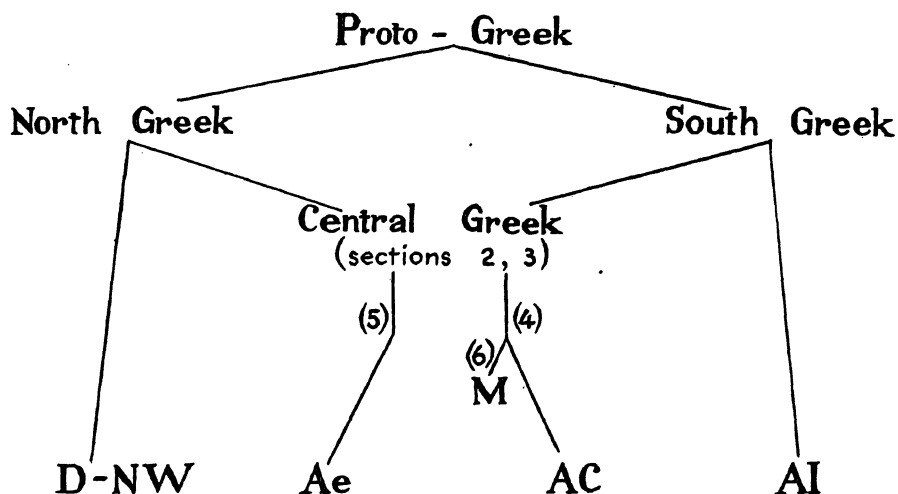 Proto - Greek
North Greek South Greek
Central Greek
(sections 2, 3)
(5) (4)
(6)
M
D-NW Ae AC AI